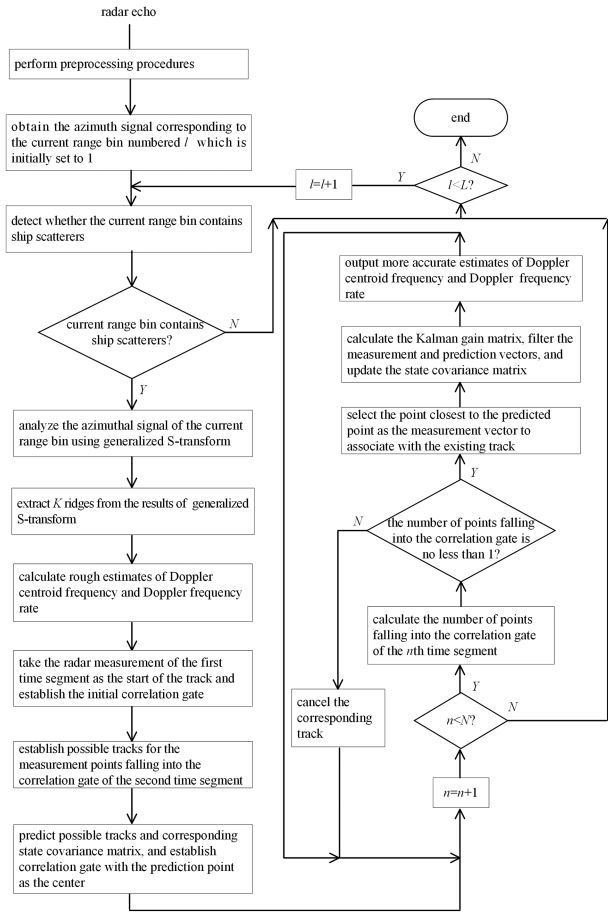 radar echo
perform preprocessing procedures
obtain the azimuth signal corresponding to
the current range bin numbered l which is
initially set to 1
detect whether the current range bin contains
ship scatterers
current range bin contains
ship scatterers?
N
Y
analyze the azimuthal signal of the current
range bin using generalized S-transform
extract K ridges from the results of generalized
S-transform
calculate rough estimates of Doppler
centroid frequency and Doppler frequency
rate
take the radar measurement of the first
time segment as the start of the track and
establish the initial correlation gate
establish possible tracks for the
measurement points falling into the
correlation gate of the second time segment
predict possible tracks and corresponding
state covariance matrix, and establish
correlation gate with the prediction point
as the center
end
N
l<L?
Y
l=l+1
output more accurate estimates of Doppler
centroid frequency and Doppler frequency
rate
calculate the Kalman gain matrix, filter the
measurement and prediction vectors, and
update the state covariance matrix
select the point closest to the predicted
point as the measurement vector to
associate with the existing track
Y
N
the number of points falling
into the correlation gate is
no less than 1?
calculate the number of points
falling into the correlation gate
of the nth time segment
Y
cancel the
corresponding
track
n<N?
N
n=n+1